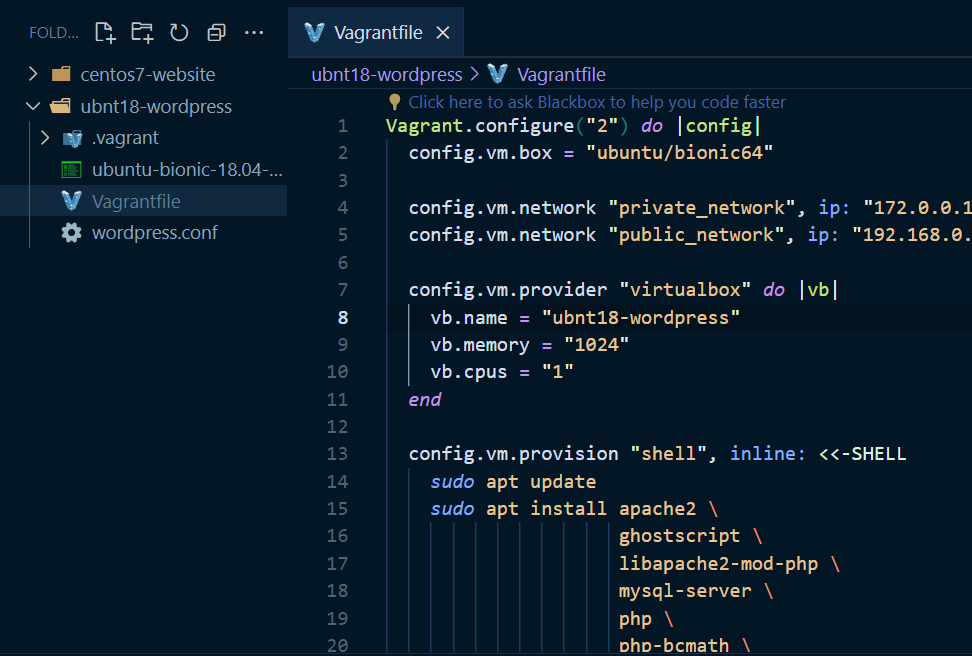 FOLD...
centos7-website
ubnt18-wordpress
.vagrant
ubuntu-bionic-18.04-...
Vagrantfile
wordpress.conf
Vagrantfile
ubnt18-wordpress > Vagrantfile
Click here to ask Blackbox to help you code faster
1 Vagrant.configure("2") do |config|
2 config.vm.box = "ubuntu/bionic64"
3
4 config.vm.network "private_network", ip: "172.0.0.1
5 config.vm.network "public_network", ip: "192.168.0.
6
7 config.vm.provider "virtualbox" do |vb|
8 vb.name = "ubnt18-wordpress"
9 vb.memory = "1024"
10 vb.cpus = "1"
11 end
12
13 config.vm.provision "shell", inline: <<-SHELL
14 sudo apt update
15 sudo apt install apache2 \
16 ghostscript \
17 libapache2-mod-php \
18 mysql-server \
19 php \
20 php-bcmath \